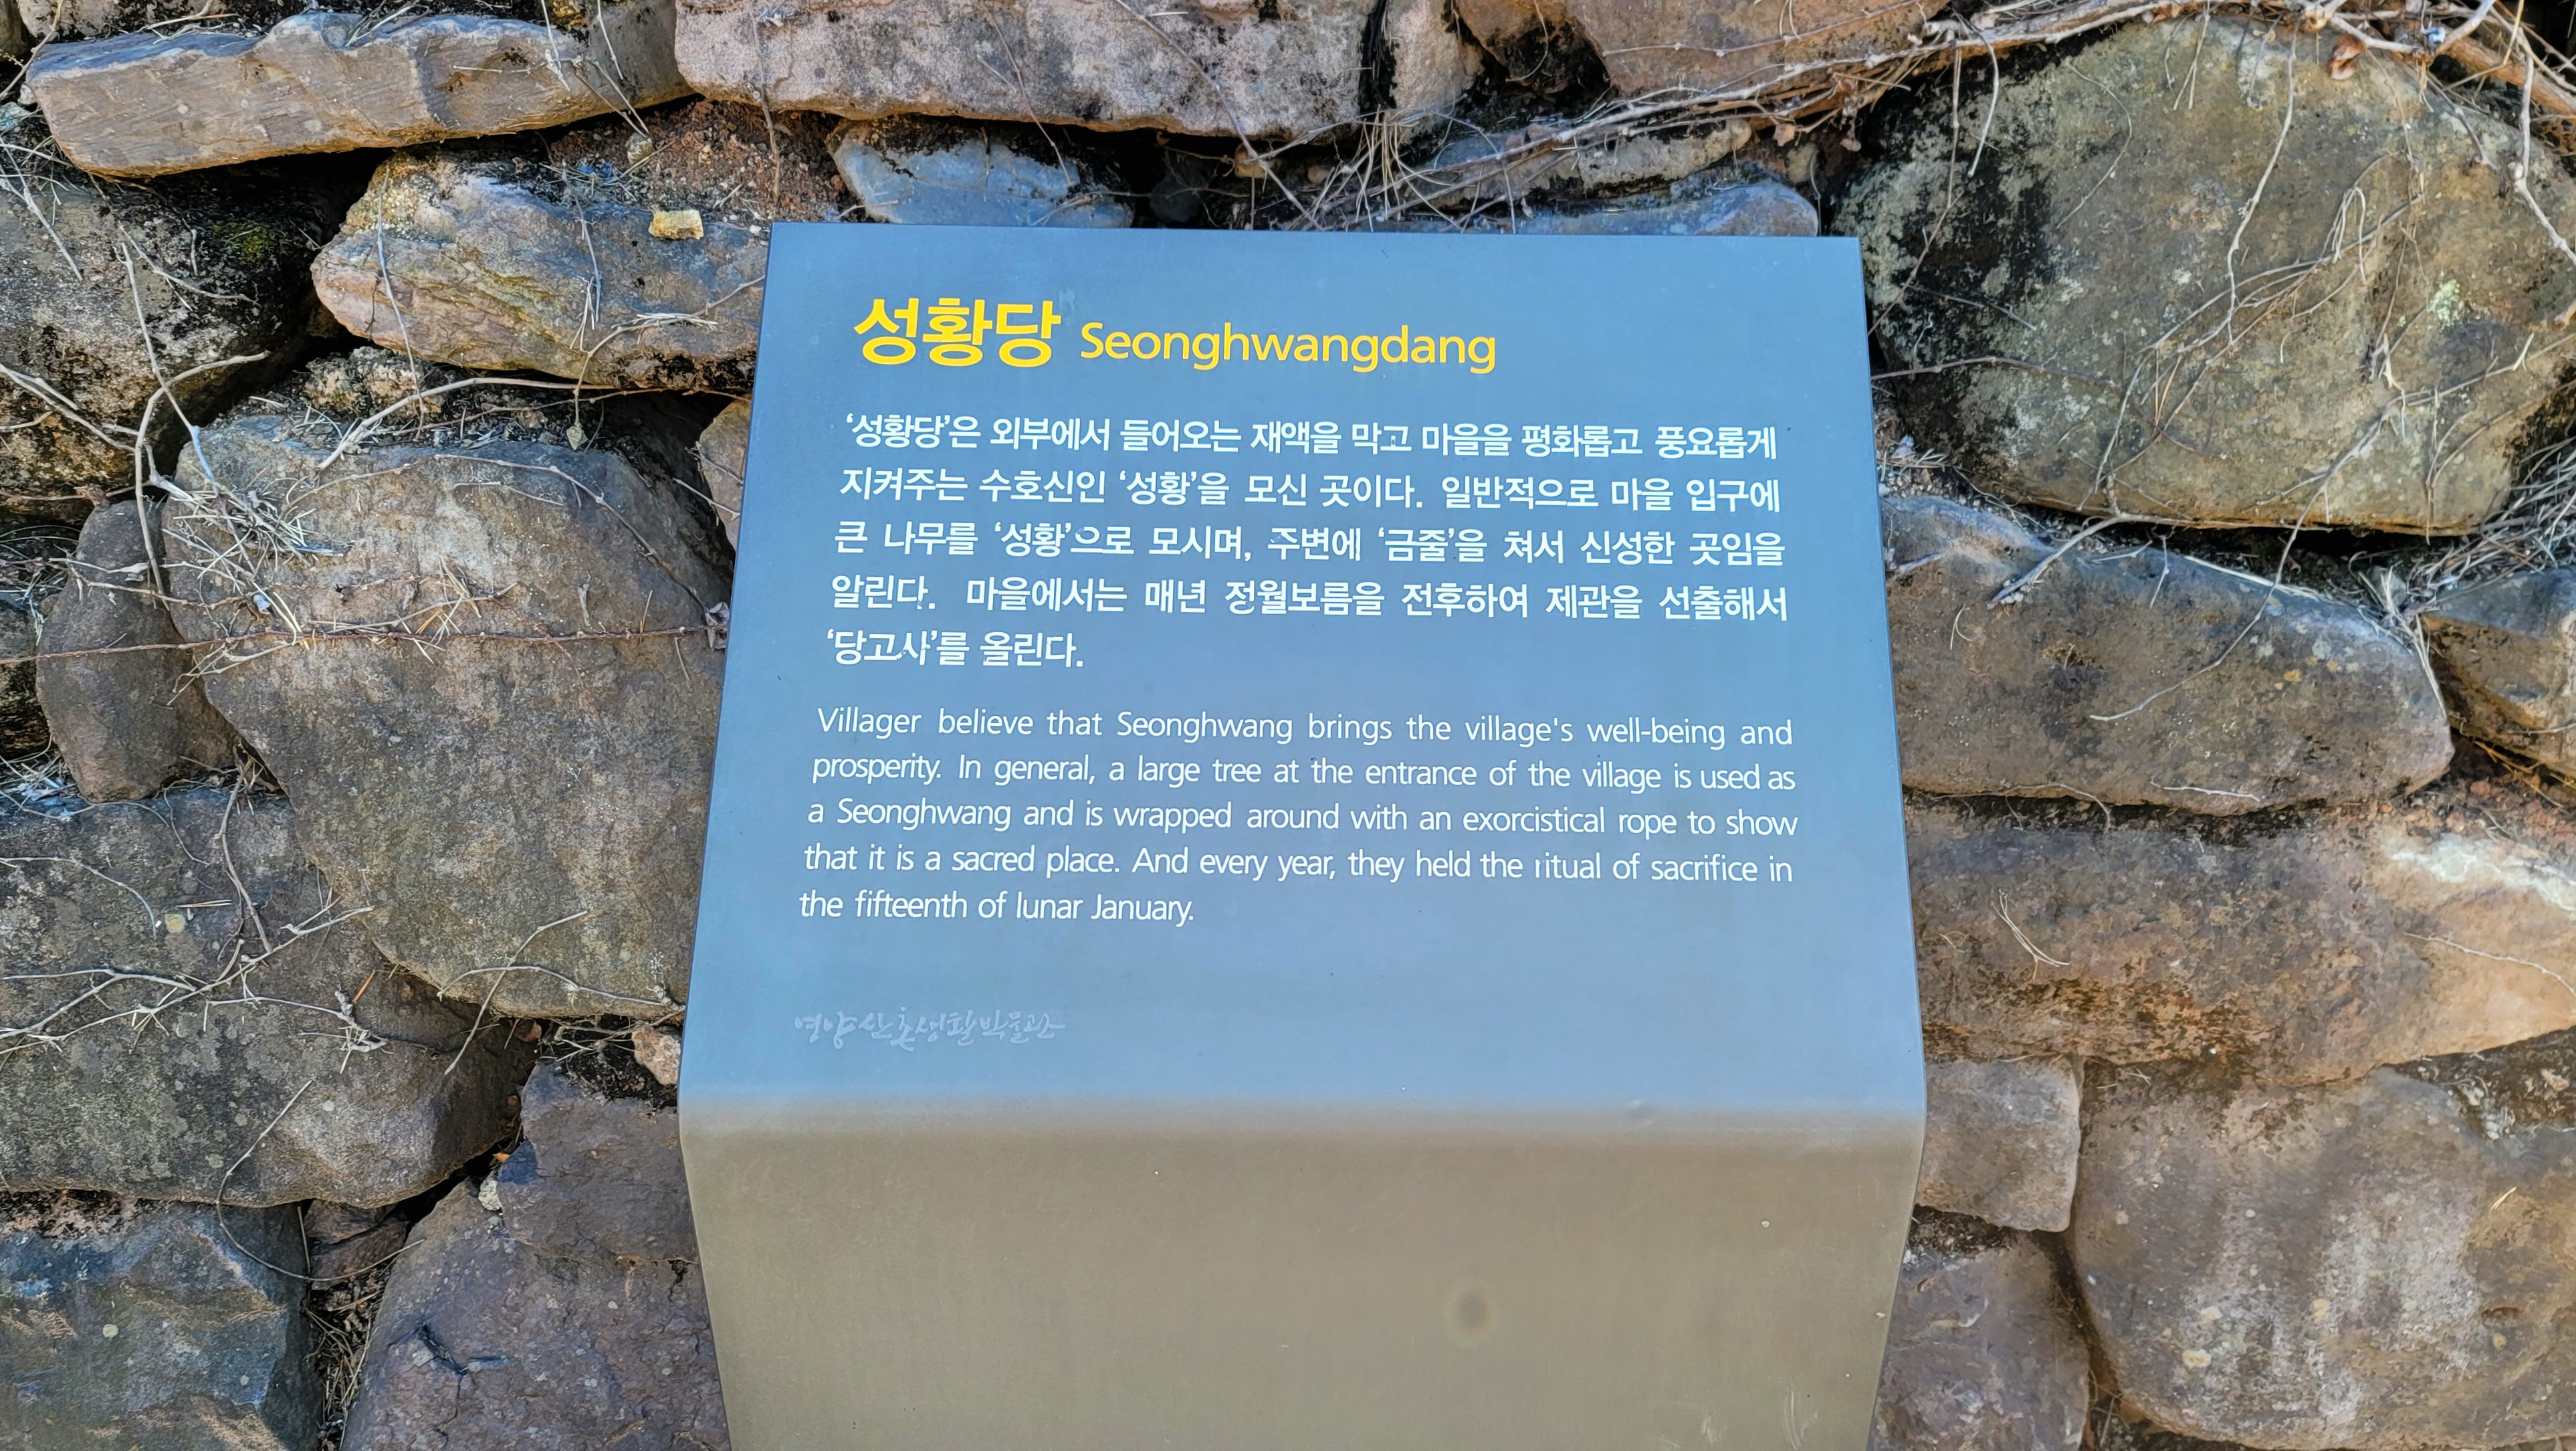 성황당 Seonghwangdang
‘성황당’은 외부에서 들어오는 재액을 막고 마을을 평화롭고 풍요롭게
지켜주는 수호신인 ‘성황’을 모신 곳이다. 일반적으로 마을 입구에
큰 나무를 ‘성황’으로 모시며, 주변에 ‘금줄’을 쳐서 신성한 곳임을
알린다. 마을에서는 매년 정월보름을 전후하여 제관을 선출해서
‘당고사’를 올린다.
Villager believe that Seonghwang brings the village's well-being and
prosperity. In general, a large tree at the entrance of the village is used as
a Seonghwang and is wrapped around with an exorcistical rope to show
that it is a sacred place. And every year, they held the ritual of sacrifice in
the fifteenth of lunar January.
영양산촌생활박물관